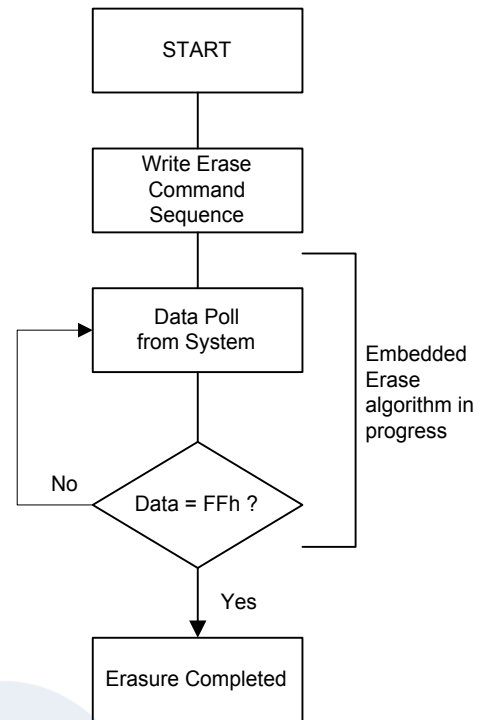 START
Write Erase
Command
Sequence
Data Poll
from System
Embedded
Erase
algorithm in
progress
No
Data = FFh ?
Yes
Erasure Completed